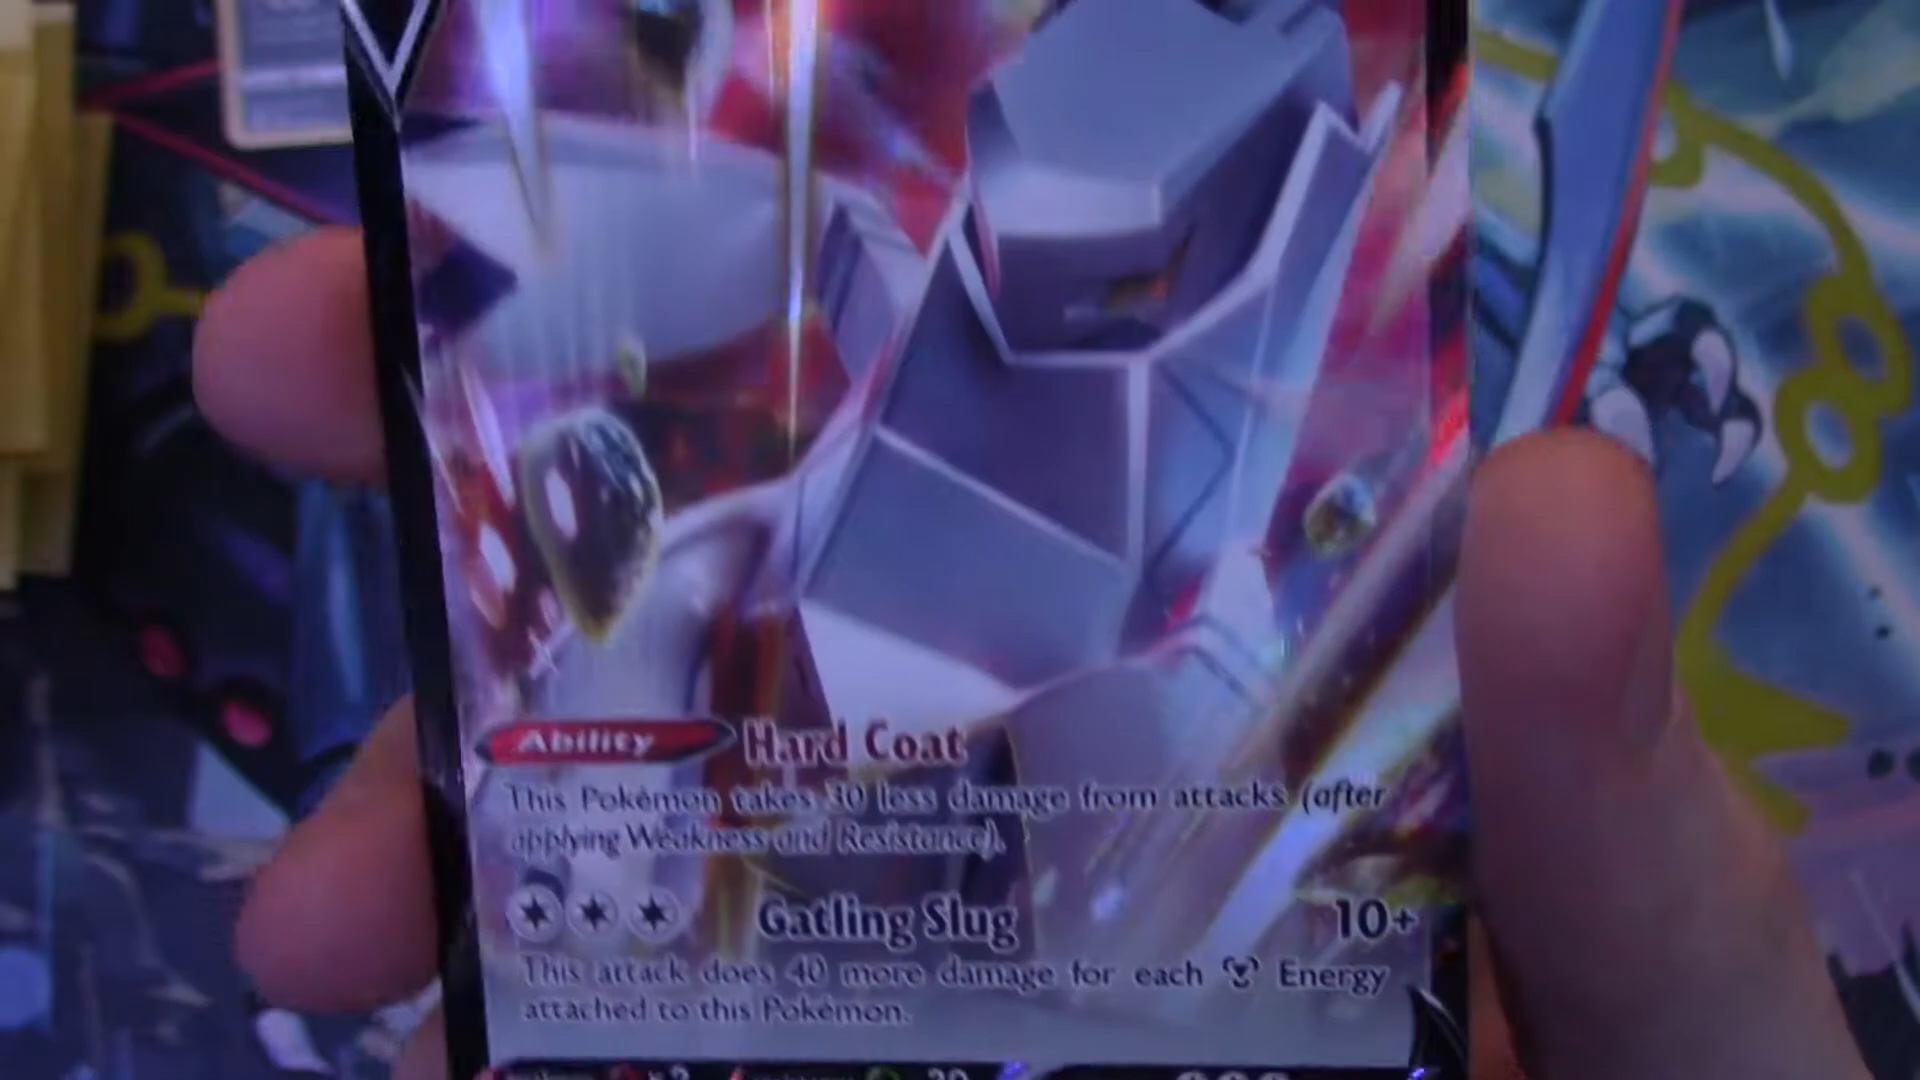 Ability Hard Coat
This Pokémon takes 30 less damage from attacks (after
applying Weakness and Resistance).
Gatling Slug 10+
This attack does 40 more damage for each Energy
attached to this Pokémon.